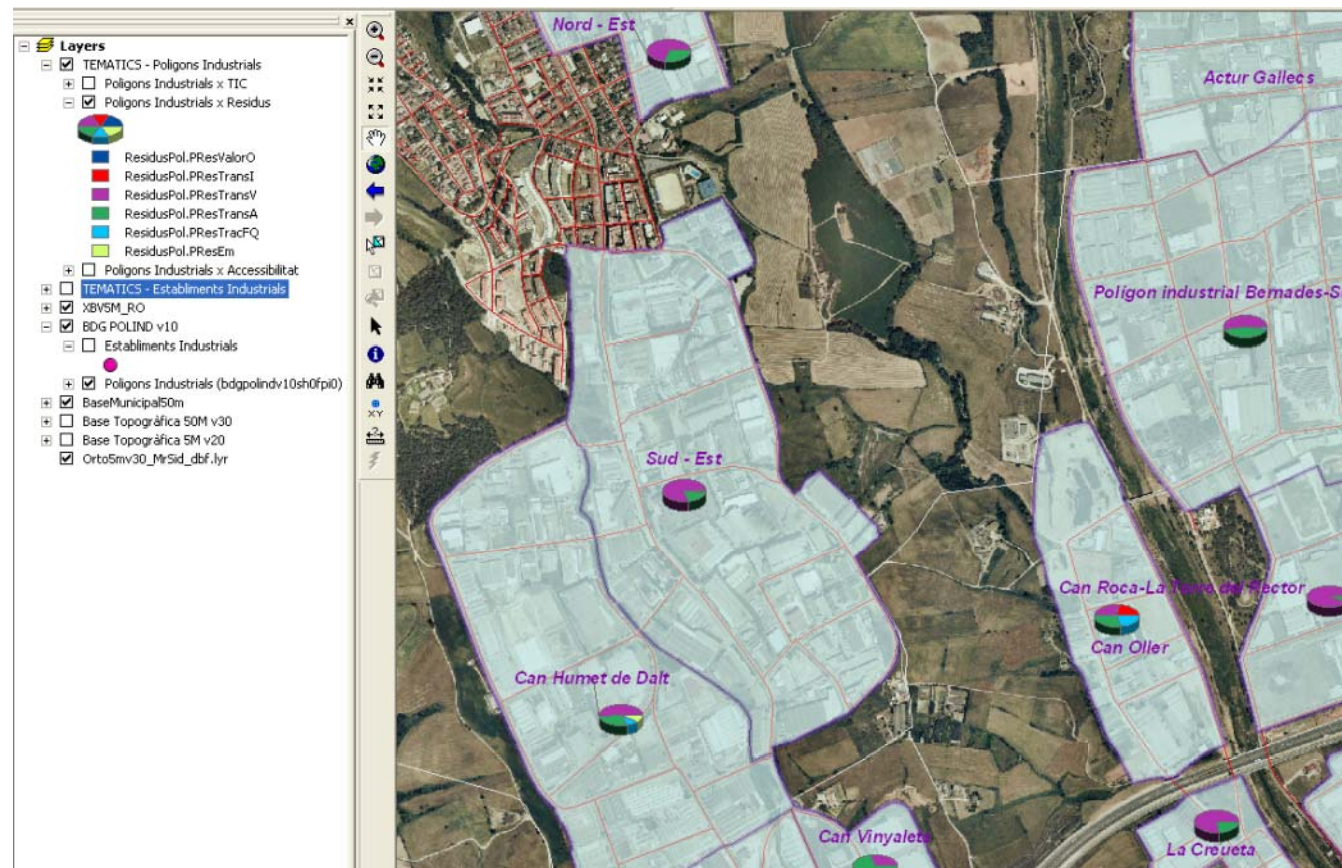 Layers
TEMATICS - Poligons Industrials
Poligons Industrials x TIC
Poligons Industrials x Residus
ResidusPol.PResValorO
ResidusPol.PResTransI
ResidusPol.PResTransV
ResidusPol.PResTransA
ResidusPol.PResTracFQ
ResidusPol.PResEm
Poligons Industrials x Accessibilitat
TEMATICS - Establiments Industrials
XBV5M_RO
BDG POLIND v10
Establiments Industrials
Poligons Industrials (bdgpolindv10sh0fpi0)
BaseMunicipal50m
Base Topogràfica 50M v30
Base Topogràfica 5M v20
Orto5mv30_MrSid_dbf.lyr
XY
Nord - Est
Actur Gallecs
Polígon industrial Bernades-S
Sud - Est
Can Roca-La Torre del Rector
Can Oller
Can Humet de Dalt
Can Vinyalets
La Creueta